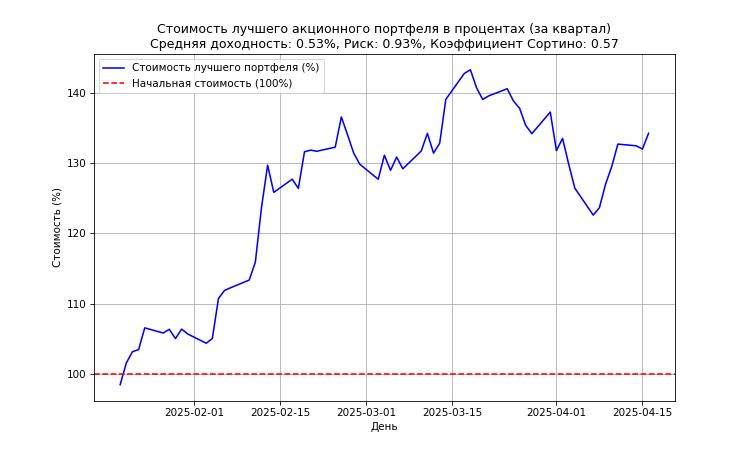 Стоимость лучшего акционного портфеля в процентах (за квартал)
Средняя доходность: 0.53%, Риск: 0.93%, Коэффициент Сортино: 0.57
Стоимость лучшего портфеля (%)
Начальная стоимость (100%)
Стоимость (%)
140
130
120
110
100
2025-02-01
2025-02-15
2025-03-01
2025-03-15
2025-04-01
2025-04-15
День